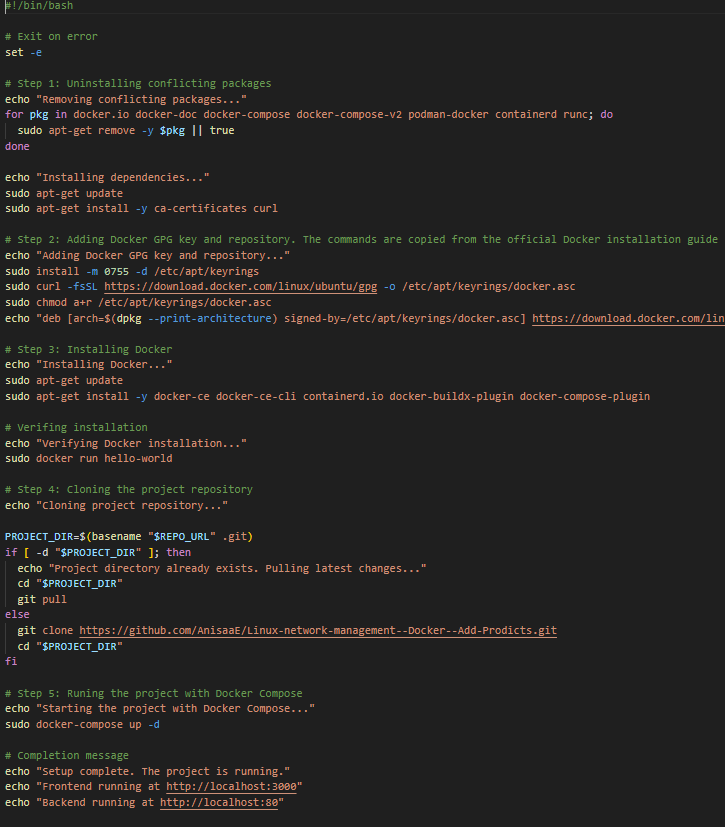 #!/bin/bash
# Exit on error
set -e
# Step 1: Uninstalling conflicting packages
echo "Removing conflicting packages..."
for pkg in docker.io docker-doc docker-compose docker-compose-v2 podman-docker containerd runc; do
sudo apt-get remove -y $pkg || true
done
echo "Installing dependencies..."
sudo apt-get update
sudo apt-get install -y ca-certificates curl
# Step 2: Adding Docker GPG key and repository. The commands are copied from the official Docker installation guide
echo "Adding Docker GPG key and repository..."
sudo install -m 0755 -d /etc/apt/keyrings
sudo curl -fsSL https://download.docker.com/linux/ubuntu/gpg -o /etc/apt/keyrings/docker.asc
sudo chmod a+r /etc/apt/keyrings/docker.asc
echo "deb [arch=$(dpkg --print-architecture) signed-by=/etc/apt/keyrings/docker.asc] https://download.docker.com/lin
# Step 3: Installing Docker
echo "Installing Docker..."
sudo apt-get update
sudo apt-get install -y docker-ce docker-ce-cli containerd.io docker-buildx-plugin docker-compose-plugin
# Verifing installation
echo "Verifying Docker installation..."
sudo docker run hello-world
# Step 4: Cloning the project repository
echo "Cloning project repository..."
PROJECT_DIR=$(basename "$REPO_URL" .git)
if [ -d "$PROJECT_DIR" ]; then
echo "Project directory already exists. Pulling latest changes..."
cd "$PROJECT_DIR"
git pull
else
git clone https://github.com/AnisaaE/Linux-network-management--Docker--Add-Prodicts.git
cd "$PROJECT_DIR"
fi
# Step 5: Runing the project with Docker Compose
echo "Starting the project with Docker Compose..."
sudo docker-compose up -d
# Completion message
echo "Setup complete. The project is running."
echo "Frontend running at http://localhost:3000"
echo "Backend running at http://localhost:80"